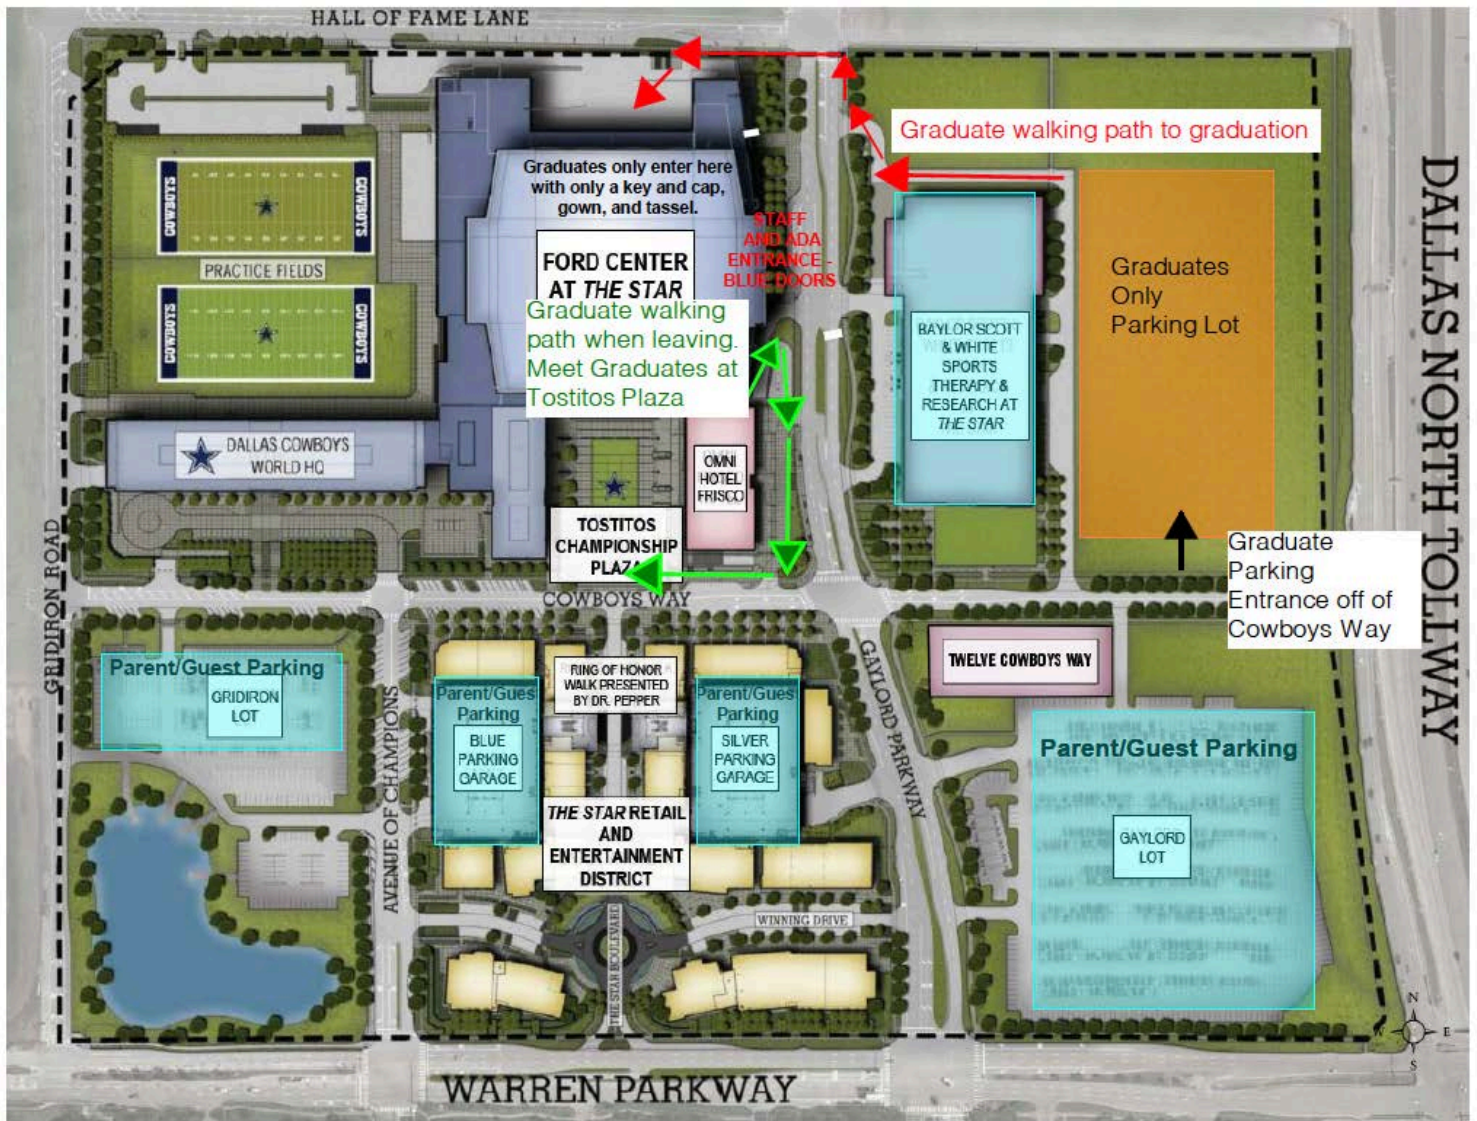 HALL OF FAME LANE
Graduate walking path to graduation
Graduates only enter here
with only a key and cap,
gown, and tassel.
COWBOYS
COWBOYS
PRACTICE FIELDS
COWBOYS
COWBOYS
STAFF
AND ADA
ENTRANCE -
BLUE DOORS
FORD CENTER
AT THE STAR
Graduate walking
path when leaving.
Meet Graduates at
Tostitos Plaza
Graduates
Only
Parking Lot
BAYLOR SCOTT
& WHITE
SPORTS
THERAPY &
RESEARCH AT
THE STAR
DALLAS NORTH TOLLWAY
DALLAS COWBOYS
WORLD HQ
OMNI
HOTEL
FRISCO
TOSTITOS
CHAMPIONSHIP
PLAZA
Graduate
Parking
Entrance off of
Cowboys Way
COWBOYS WAY
GRIDIRON ROAD
Parent/Guest Parking
GRIDIRON
LOT
AVENUE OF CHAMPIONS
Parent/Gues
Parking
BLUE
PARKING
GARAGE
RING OF HONOR
WALK PRESENTED
BY DR. PEPPER
Parent/Gues
Parking
SILVER
PARKING
GARAGE
GAYLORD PARKWAY
TWELVE COWBOYS WAY
Parent/Guest Parking
GAYLORD
LOT
THE STAR RETAIL
AND
ENTERTAINMENT
DISTRICT
WINNING DRIVE
THE STAR BOULEVARD
N
W
E
S
WARREN PARKWAY